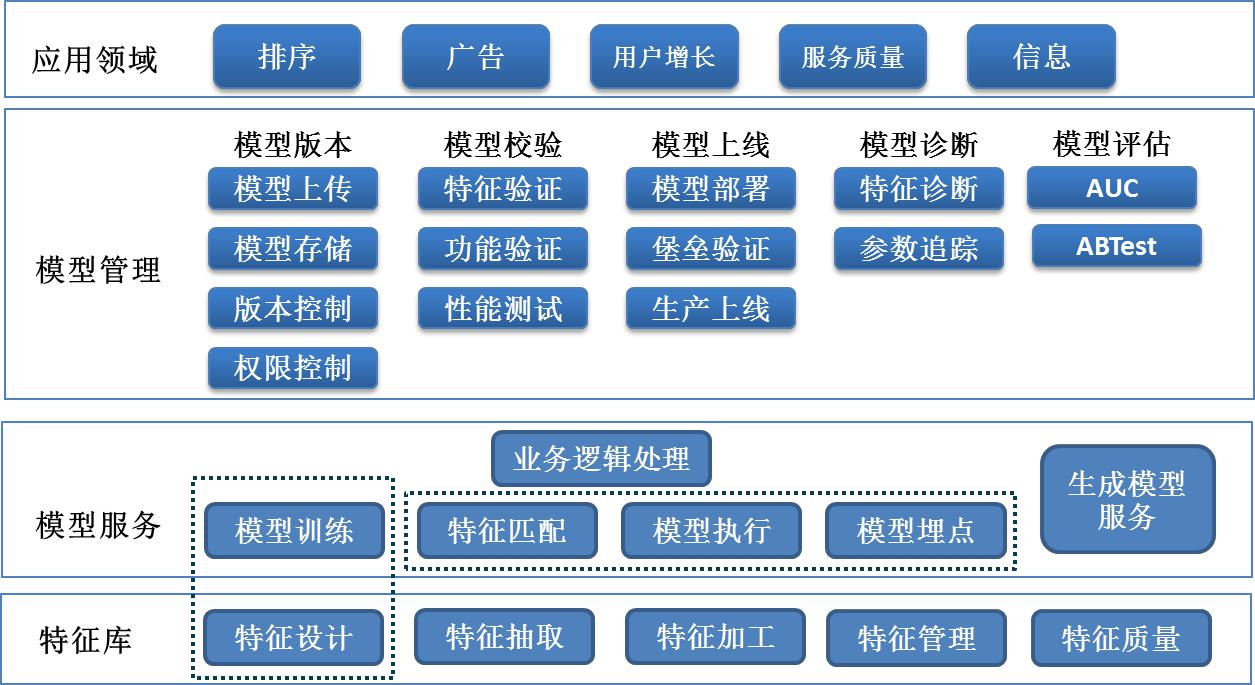 应用领域
排序
广告
用户增长
服务质量
信息
模型管理
模型版本
模型上传
模型存储
版本控制
权限控制
模型校验
特征验证
功能验证
性能测试
模型上线
模型部署
堡垒验证
生产上线
模型诊断
特征诊断
参数追踪
模型评估
AUC
ABTest
模型服务
业务逻辑处理
模型训练
特征匹配
模型执行
模型埋点
生成模型
服务
特征库
特征设计
特征抽取
特征加工
特征管理
特征质量